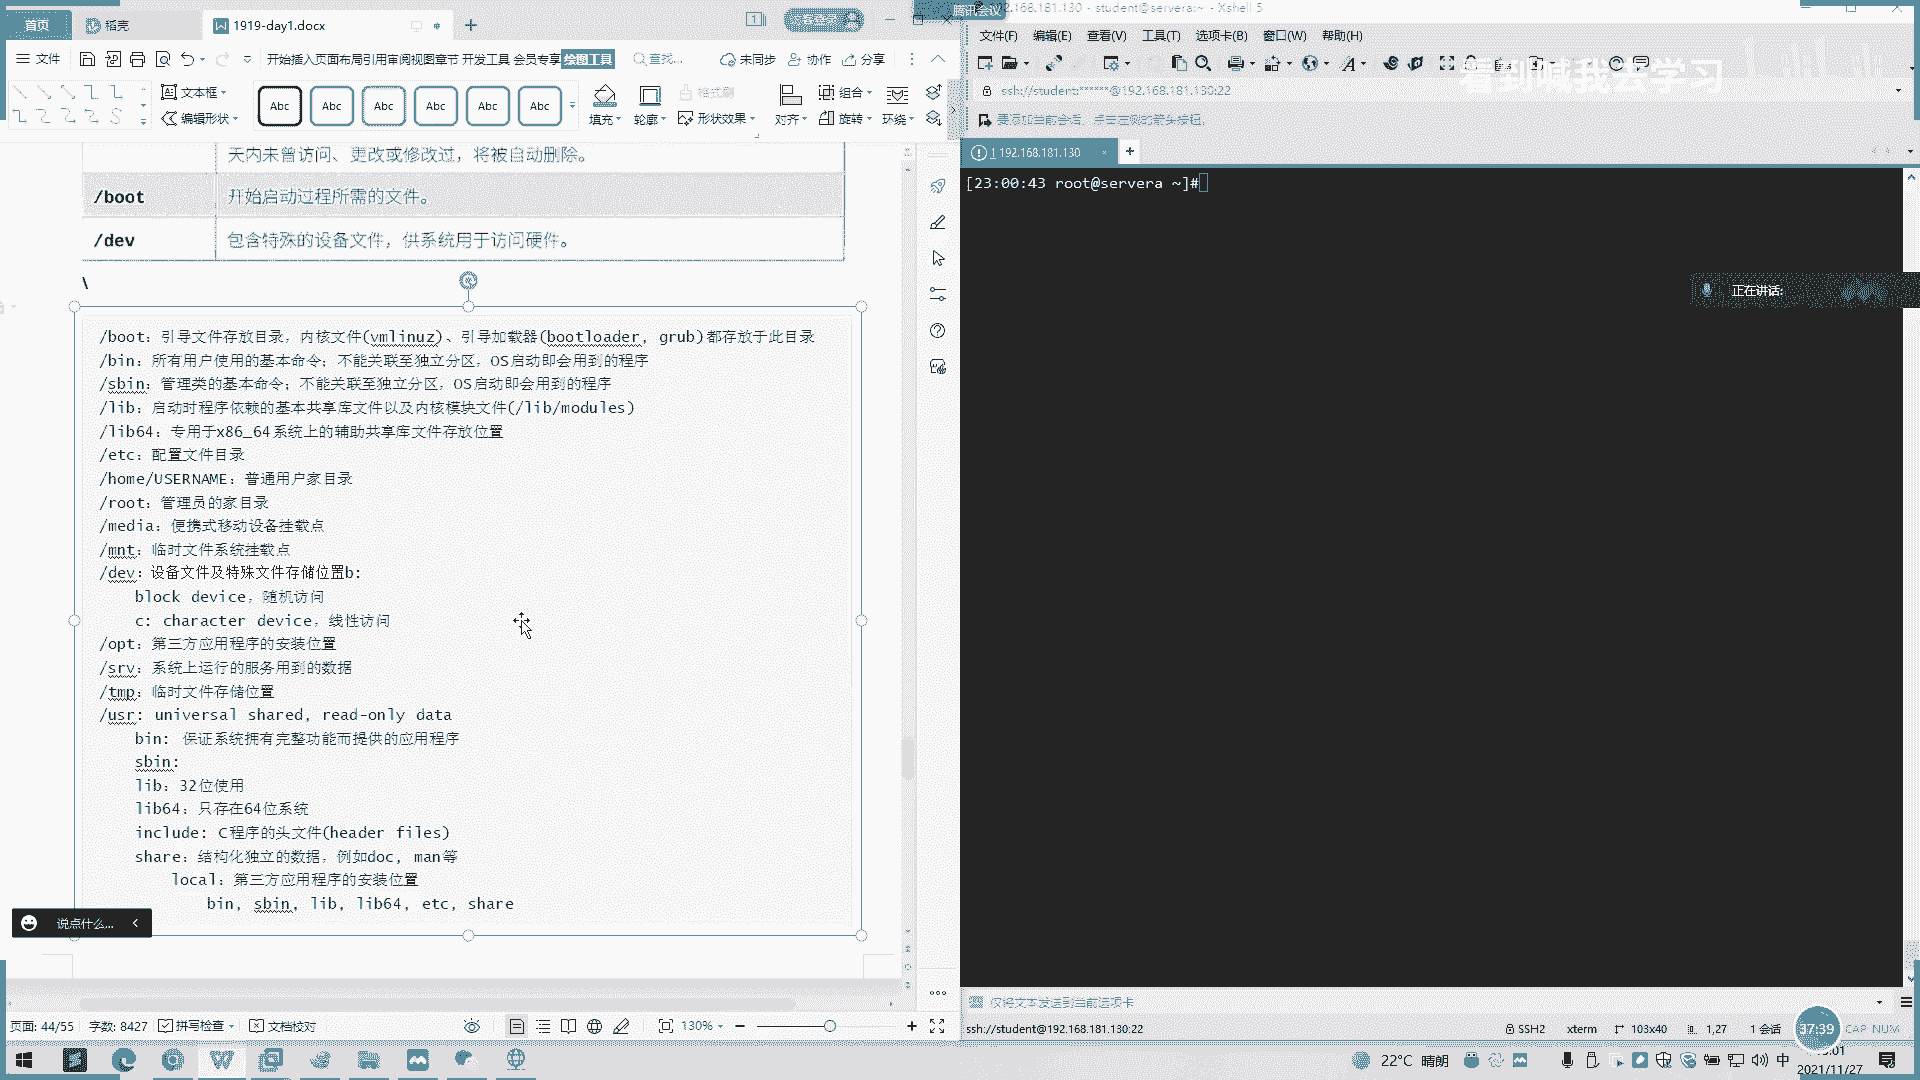 首页
稻壳
1919-day1.docx
访客登录
腾讯会议
192.168.181.130 - student@servera:~ - Xshell 5
文件
开始 插入 页面布局 引用 审阅 视图 章节 开发工具 会员专享 绘图工具
查找...
未同步
协作
分享
文本框
编辑形状
Abc Abc Abc Abc Abc Abc
填充
轮廓
格式刷
形状效果
对齐
组合
旋转
环绕
天内未曾访问、更改或修改过，将被自动删除。
/boot 开始启动过程所需的文件。
/dev 包含特殊的设备文件，供系统用于访问硬件。
\
/boot：引导文件存放目录，内核文件(vmlinuz)、引导加载器(bootloader, grub)都存放于此目录
/bin：所有用户使用的基本命令；不能关联至独立分区，OS启动即会用到的程序
/sbin：管理类的基本命令；不能关联至独立分区，OS启动即会用到的程序
/lib：启动时程序依赖的基本共享库文件以及内核模块文件(/lib/modules)
/lib64：专用于x86_64系统上的辅助共享库文件存放位置
/etc：配置文件目录
/home/USERNAME：普通用户家目录
/root：管理员的家目录
/media：便携式移动设备挂载点
/mnt：临时文件系统挂载点
/dev：设备文件及特殊文件存储位置b:
block device，随机访问
c: character device，线性访问
/opt：第三方应用程序的安装位置
/srv：系统上运行的服务用到的数据
/tmp：临时文件存储位置
/usr: universal shared, read-only data
bin: 保证系统拥有完整功能而提供的应用程序
sbin:
lib：32位使用
lib64：只存在64位系统
include: C程序的头文件(header files)
share：结构化独立的数据，例如doc, man等
local：第三方应用程序的安装位置
bin, sbin, lib, lib64, etc, share
说点什么...
页面: 44/55
字数: 8427
拼写检查
文档校对
130%
文件(F) 编辑(E) 查看(V) 工具(T) 选项卡(B) 窗口(W) 帮助(H)
看到喊我去学习
ssh://student:******@192.168.181.130:22
要添加当前会话，点击左侧的箭头按钮。
1 192.168.181.130
[23:00:43 root@servera ~]#
正在讲话:
仅将文本发送到当前选项卡
ssh://student@192.168.181.130:22
SSH2
xterm
103x40
1,27
1 会话
CAP NUM
37:39
22°C 晴朗
中
2021/11/27